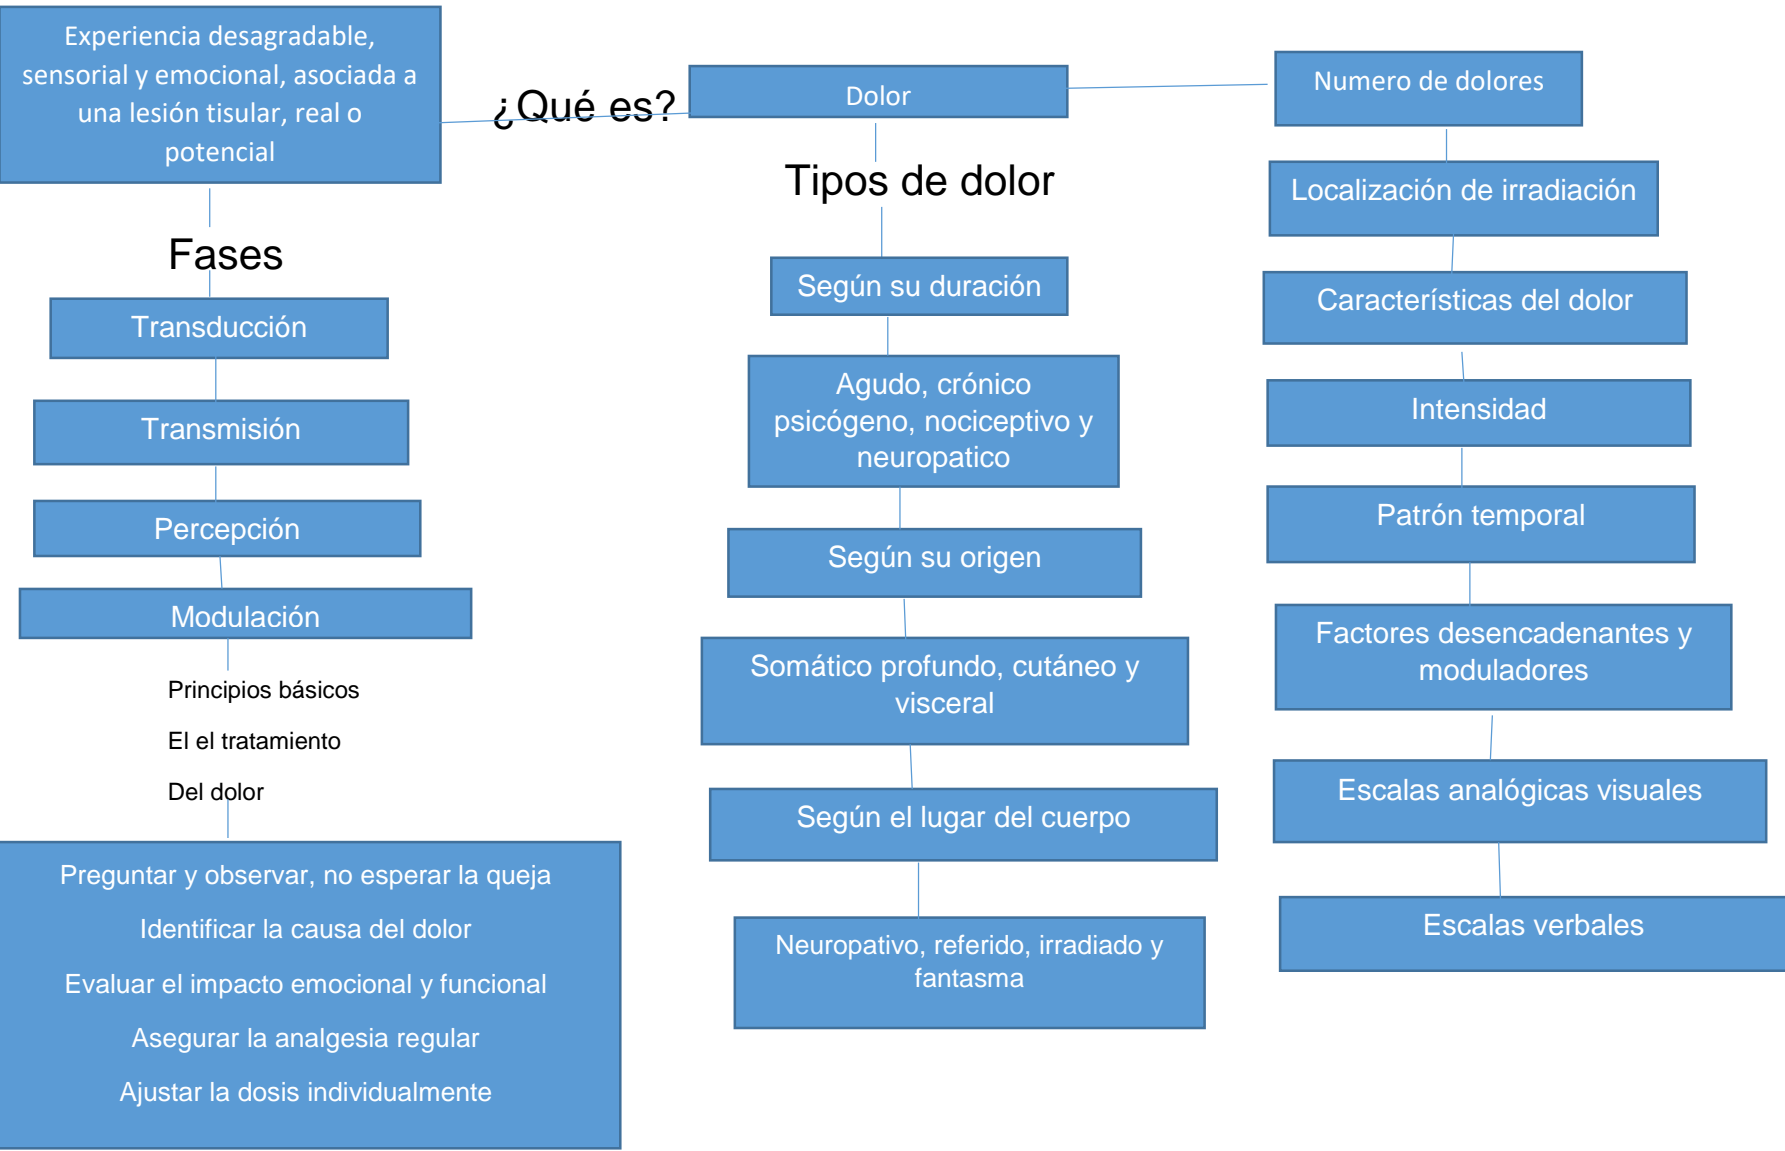 Experiencia desagradable,
sensorial y emocional, asociada a
una lesión tisular, real o
potencial
¿Qué es?
Dolor
Numero de dolores
Fases
Transducción
Transmisión
Percepción
Modulación
Principios básicos
El el tratamiento
Del dolor
Preguntar y observar, no esperar la queja
Identificar la causa del dolor
Evaluar el impacto emocional y funcional
Asegurar la analgesia regular
Ajustar la dosis individualmente
Tipos de dolor
Según su duración
Agudo, crónico
psicógeno, nociceptivo y
neuropatico
Según su origen
Somático profundo, cutáneo y
visceral
Según el lugar del cuerpo
Neuropativo, referido, irradiado y
fantasma
Localización de irradiación
Características del dolor
Intensidad
Patrón temporal
Factores desencadenantes y
moduladores
Escalas analógicas visuales
Escalas verbales